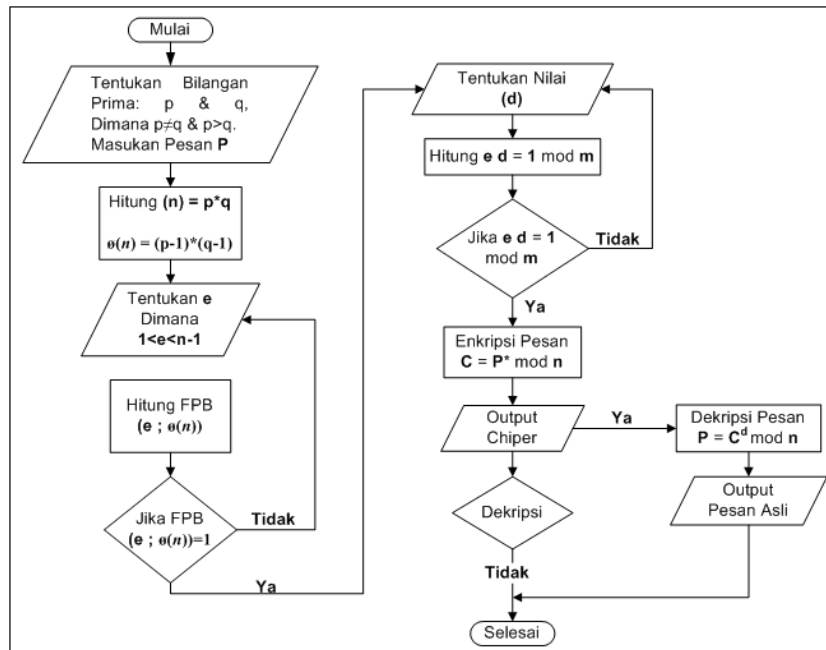 Mulai
Tentukan Bilangan
Prima: p & q,
Dimana p≠q & p>q.
Masukan Pesan P
Hitung (n) = p*q
ø(n) = (p-1)*(q-1)
Tentukan e
Dimana
1<e<n-1
Hitung FPB
(e ; ø(n))
Jika FPB
(e ; ø(n))=1
Tidak
Ya
Tentukan Nilai
(d)
Hitung e d = 1 mod m
Jika e d = 1
mod m
Tidak
Ya
Enkripsi Pesan
C = P* mod n
Output
Chiper
Ya
Dekripsi Pesan
P = C^d mod n
Output
Pesan Asli
Dekripsi
Tidak
Selesai